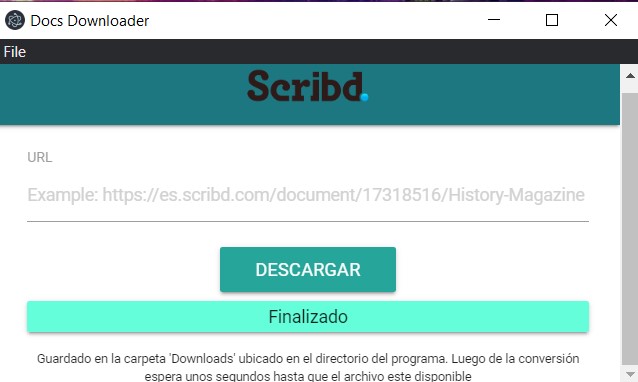 Docs Downloader
File
Scribd.
URL
Example: https://es.scribd.com/document/17318516/History-Magazine
DESCARGAR
Finalizado
Guardado en la carpeta 'Downloads' ubicado en el directorio del programa. Luego de la conversión
espera unos segundos hasta que el archivo este disponible